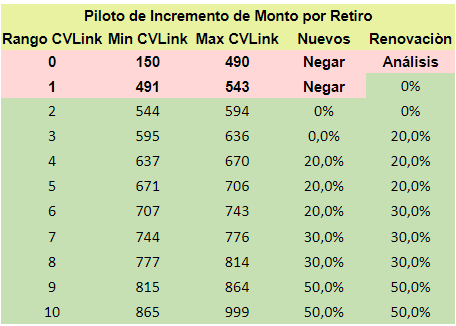 Piloto de Incremento de Monto por Retiro
Rango CVLink Min CVLink Max CVLink Nuevos Renovaciòn
0 150 490 Negar Análisis
1 491 543 Negar 0%
2 544 594 0% 0%
3 595 636 0,0% 20,0%
4 637 670 20,0% 20,0%
5 671 706 20,0% 20,0%
6 707 743 20,0% 30,0%
7 744 776 30,0% 30,0%
8 777 814 30,0% 30,0%
9 815 864 50,0% 50,0%
10 865 999 50,0% 50,0%